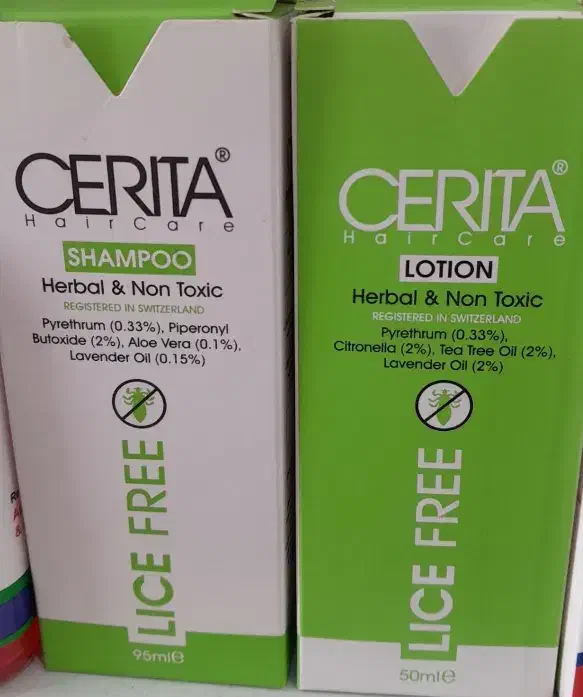 CERITA®
HairCare
SHAMPOO
Herbal & Non Toxic
REGISTERED IN SWITZERLAND
Pyrethrum (0.33%), Piperonyl
Butoxide (2%), Aloe Vera (0.1%),
Lavender Oil (0.15%)
LICE FREE
95ml℮
CERITA®
HairCare
LOTION
Herbal & Non Toxic
REGISTERED IN SWITZERLAND
Pyrethrum (0.33%),
Citronella (2%), Tea Tree Oil (2%),
Lavender Oil (2%)
LICE FREE
50ml℮